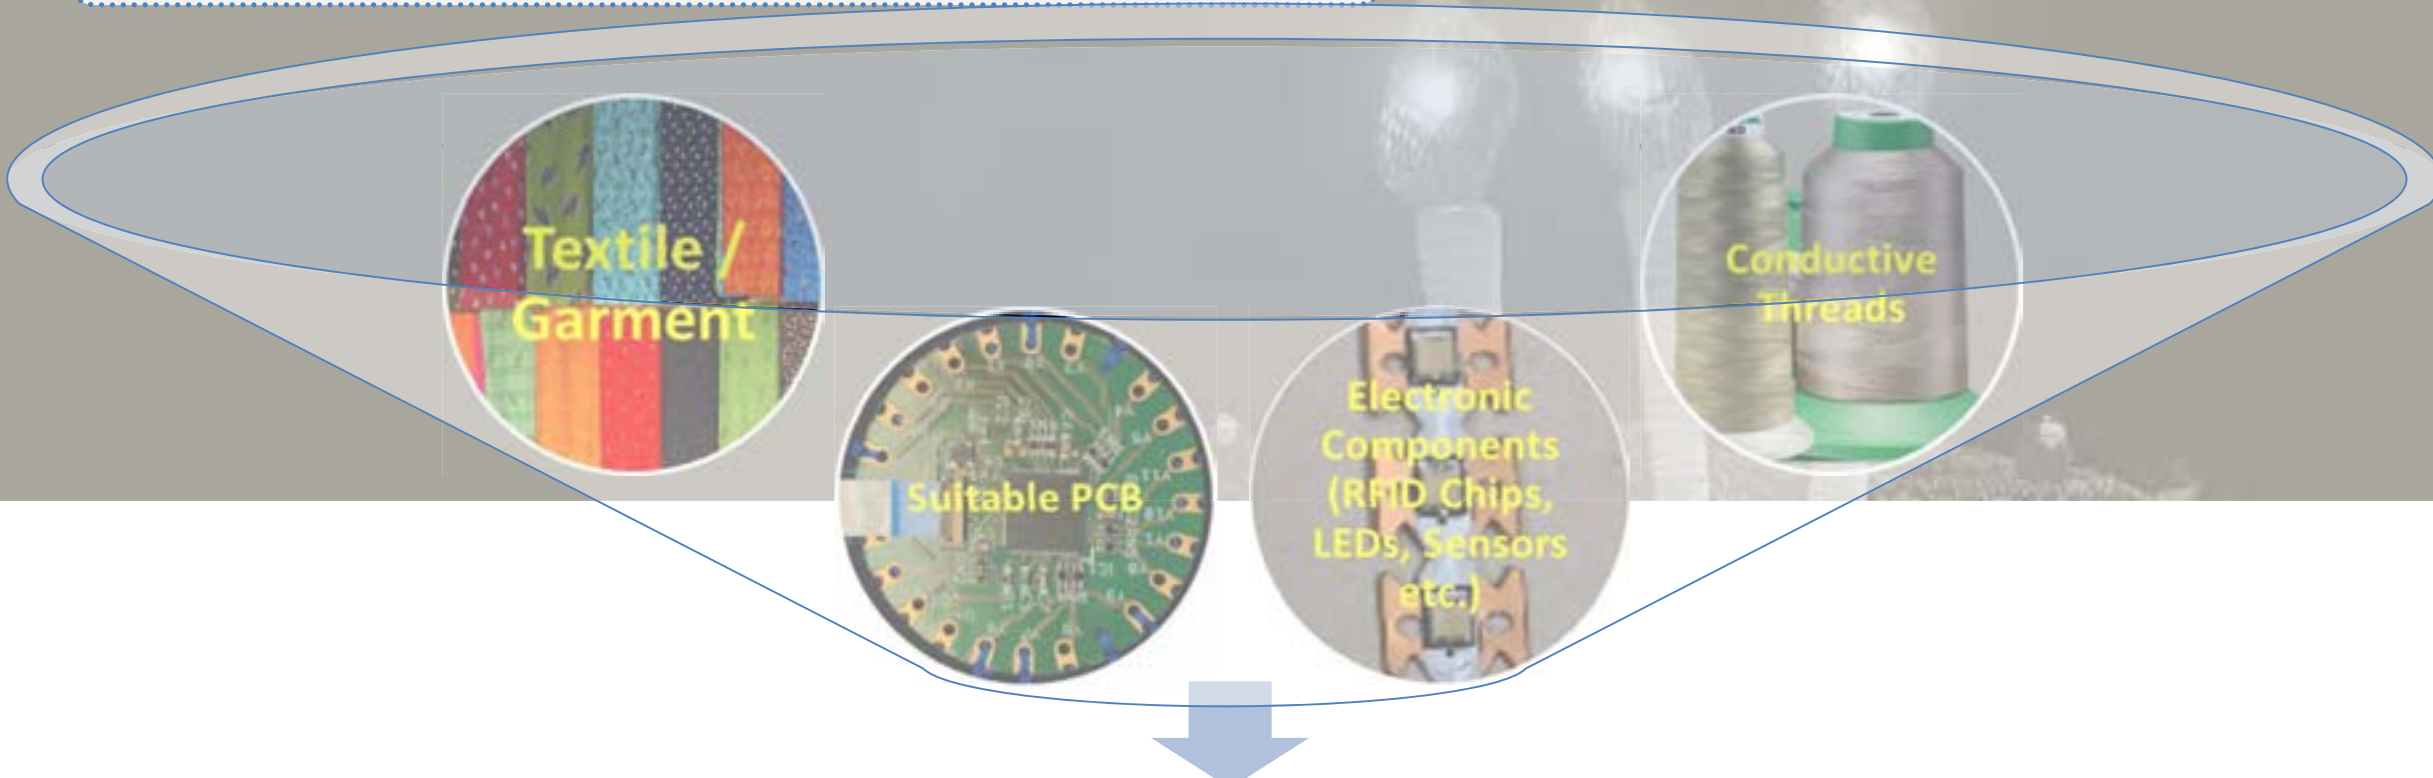 Textile /
Garment
Suitable PCB
Electronic
Components
(RFID Chips,
LEDs, Sensors
etc.)
Conductive
Threads